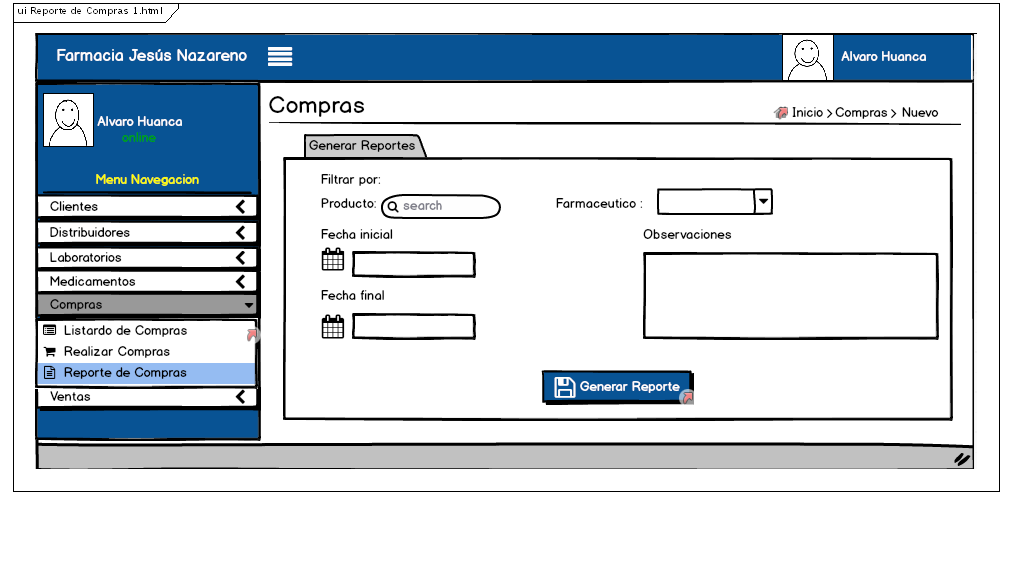 ui Reporte de Compras 1.html
Farmacia Jesús Nazareno
Alvaro Huanca
Alvaro Huanca
online
Menu Navegacion
Clientes
Distribuidores
Laboratorios
Medicamentos
Compras
Listardo de Compras
Realizar Compras
Reporte de Compras
Ventas
Compras
Inicio > Compras > Nuevo
Generar Reportes
Filtrar por:
Producto: search
Farmaceutico :
Fecha inicial
Observaciones
Fecha final
Generar Reporte